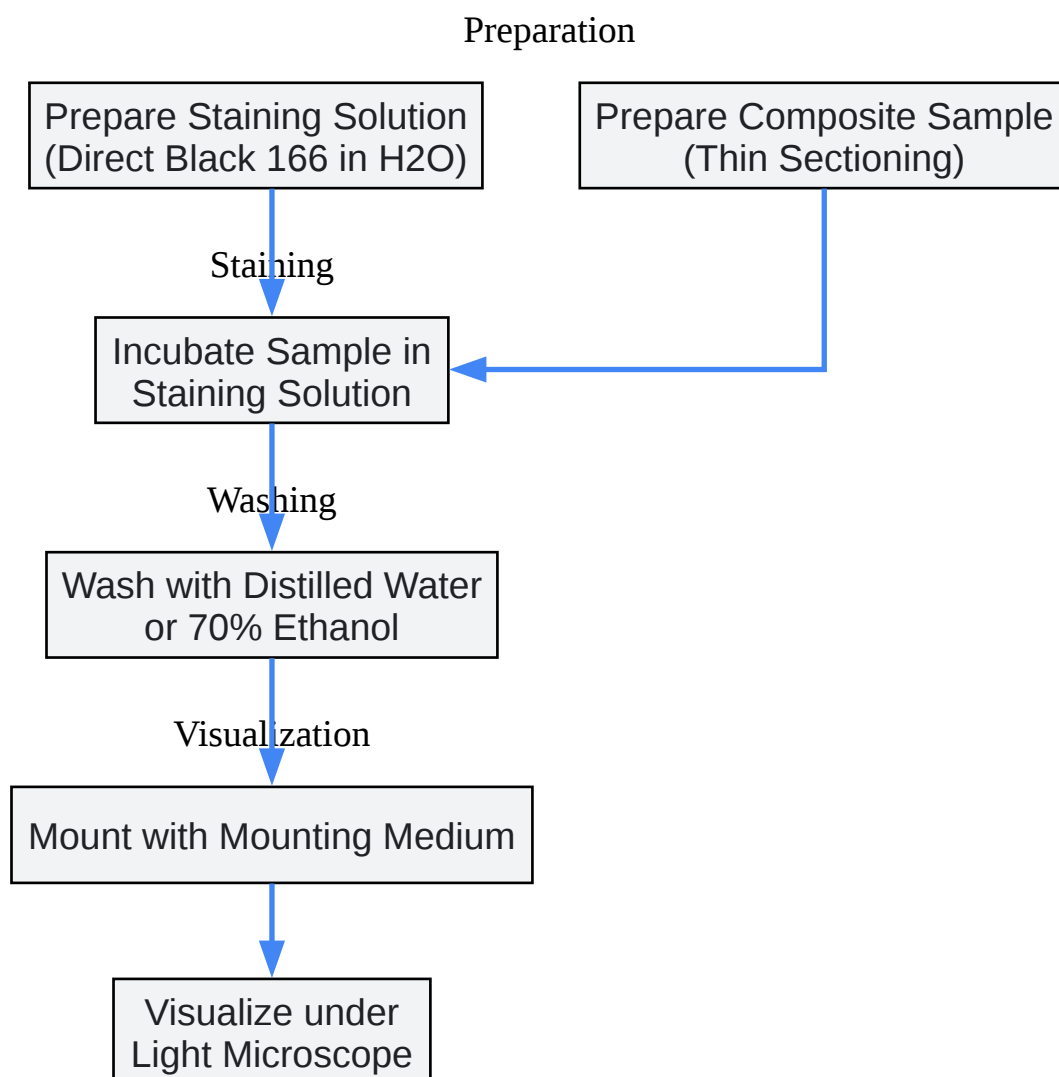 Preparation
Prepare Staining Solution
(Direct Black 166 in H2O)
Prepare Composite Sample
(Thin Sectioning)
Staining
Incubate Sample in
Staining Solution
Washing
Wash with Distilled Water
or 70% Ethanol
Visualization
Mount with Mounting Medium
Visualize under
Light Microscope